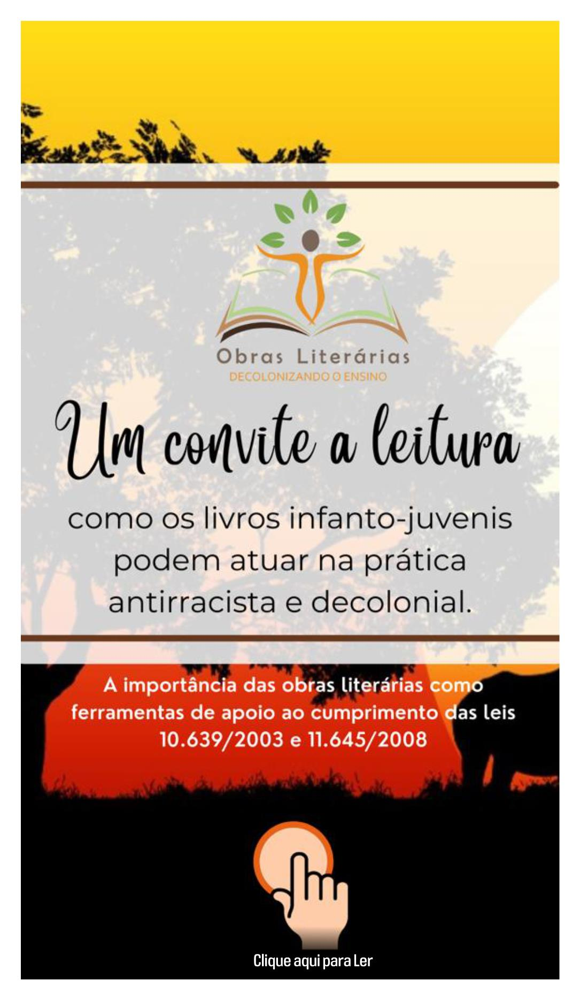 Obras Literárias
DECOLONIZANDO O ENSINO
Um convite a leitura
como os livros infanto-juvenis
podem atuar na prática
antirracista e decolonial.
A importância das obras literárias como
ferramentas de apoio ao cumprimento das leis
10.639/2003 e 11.645/2008
Clique aqui para Ler